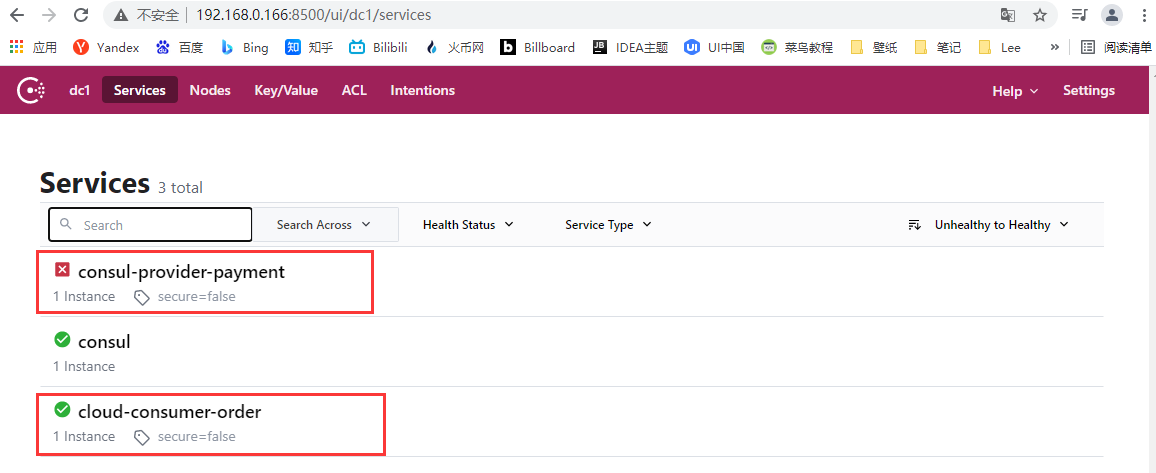 不安全 192.168.0.166:8500/ui/dc1/services
应用 Yandex 百度 Bing 知乎 Bilibili 火币网 Billboard IDEA主题 UI中国 菜鸟教程 壁纸 笔记 Lee » 阅读清单
dc1 Services Nodes Key/Value ACL Intentions Help Settings
Services 3 total
Search Search Across Health Status Service Type Unhealthy to Healthy
consul-provider-payment
1 Instance secure=false
consul
1 Instance
cloud-consumer-order
1 Instance secure=false